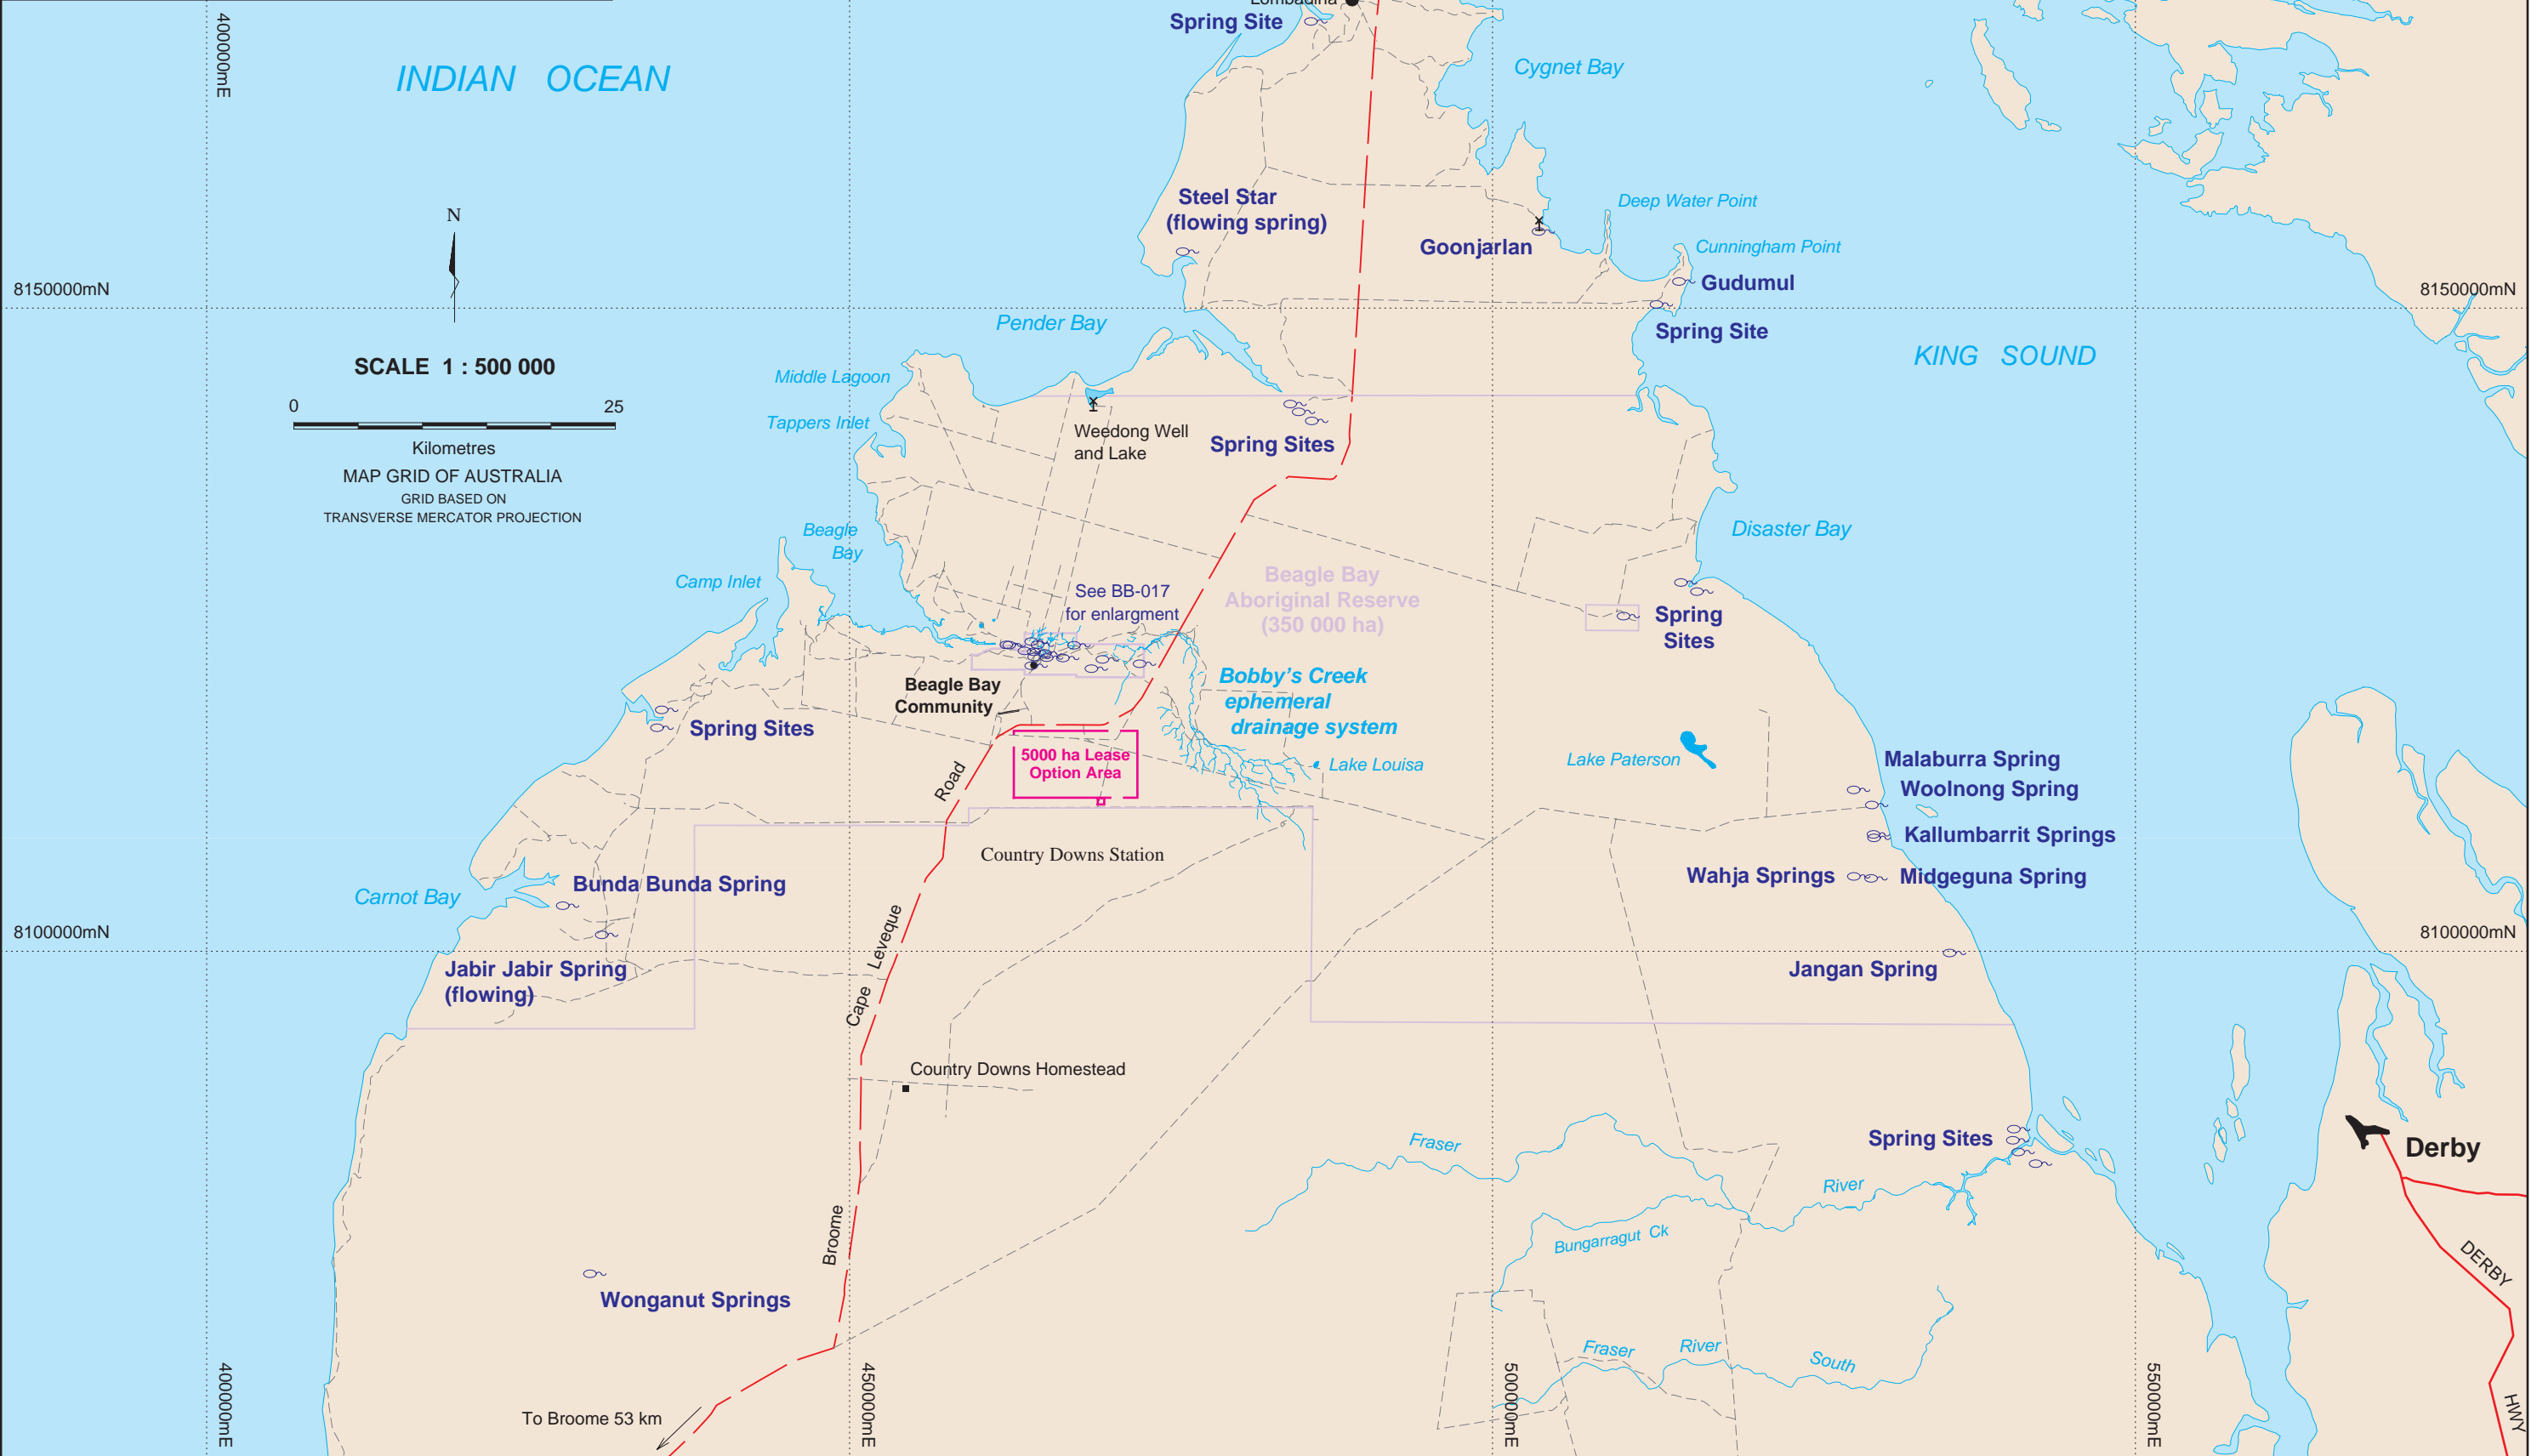 Lombadina
Spring Site
400000mE
INDIAN OCEAN
Cygnet Bay
Steel Star
(flowing spring)
Deep Water Point
N
Goonjarlan
Cunningham Point
Gudumul
8150000mN
8150000mN
Pender Bay
Spring Site
KING SOUND
SCALE 1 : 500 000
Middle Lagoon
0 25
Tappers Inlet
Kilometres
Weedong Well
and Lake
Spring Sites
MAP GRID OF AUSTRALIA
GRID BASED ON
TRANSVERSE MERCATOR PROJECTION
Beagle
Bay
Disaster Bay
Camp Inlet
See BB-017
for enlargment
Beagle Bay
Aboriginal Reserve
(350 000 ha)
Spring
Sites
Bobby's Creek
ephemeral
drainage system
Beagle Bay
Community
Spring Sites
5000 ha Lease
Option Area
Lake Louisa
Lake Paterson
Malaburra Spring
Woolnong Spring
Road
Kallumbarrit Springs
Country Downs Station
Wahja Springs
Midgeguna Spring
Bunda Bunda Spring
Carnot Bay
8100000mN
8100000mN
Leveque
Jabir Jabir Spring
(flowing)
Jangan Spring
Cape
Country Downs Homestead
Fraser
Spring Sites
Derby
River
Broome
Bungarragut Ck
DERBY
Wonganut Springs
Fraser River South
400000mE
450000mE
500000mE
550000mE
To Broome 53 km
HWY